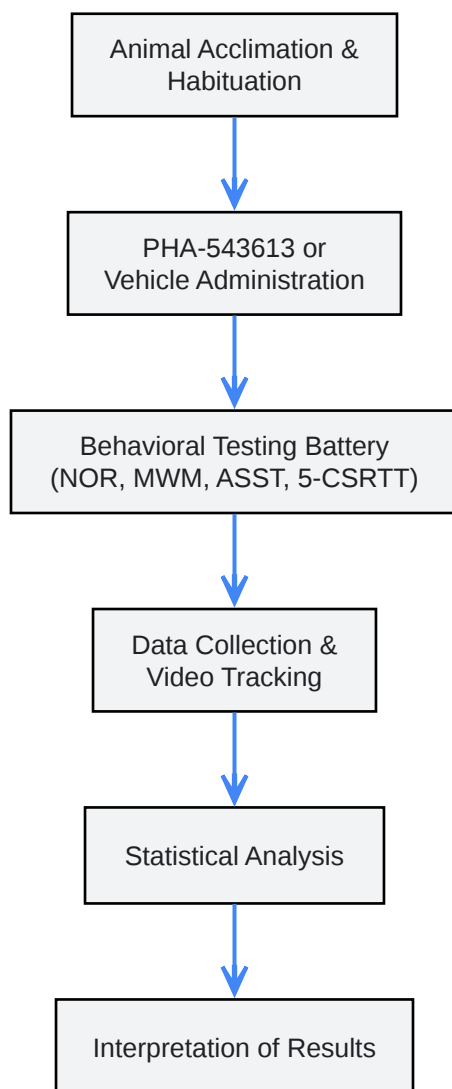 Animal Acclimation &
Habituation
PHA-543613 or
Vehicle Administration
Behavioral Testing Battery
(NOR, MWM, ASST, 5-CSRTT)
Data Collection &
Video Tracking
Statistical Analysis
Interpretation of Results